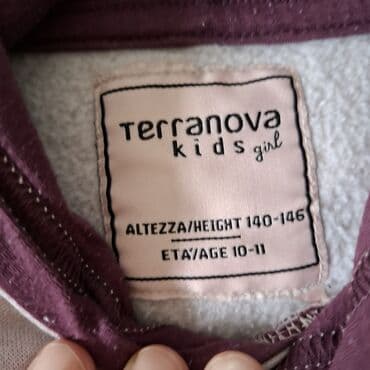 Terranova
kids girl
ALTEZZA/HEIGHT 140-146
ETA'/AGE 10-11